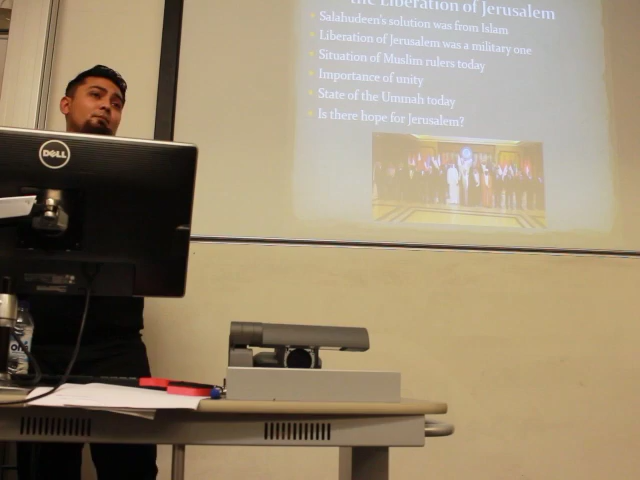 the Liberation of Jerusalem
Salahudeen's solution was from Islam
Liberation of Jerusalem was a military one
Situation of Muslim rulers today
Importance of unity
State of the Ummah today
Is there hope for Jerusalem?
DELL